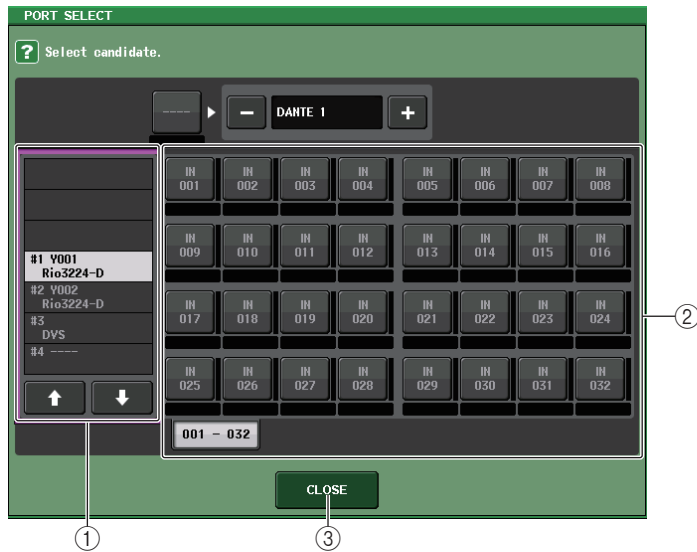 PORT SELECT
? Select candidate.
---- DANTE 1 +
#1 Y001
Rio3224-D
#2 Y002
Rio3224-D
#3
DVS
#4 ----
IN 001 IN 002 IN 003 IN 004 IN 005 IN 006 IN 007 IN 008
IN 009 IN 010 IN 011 IN 012 IN 013 IN 014 IN 015 IN 016
IN 017 IN 018 IN 019 IN 020 IN 021 IN 022 IN 023 IN 024
IN 025 IN 026 IN 027 IN 028 IN 029 IN 030 IN 031 IN 032
001 - 032
CLOSE
①
②
③